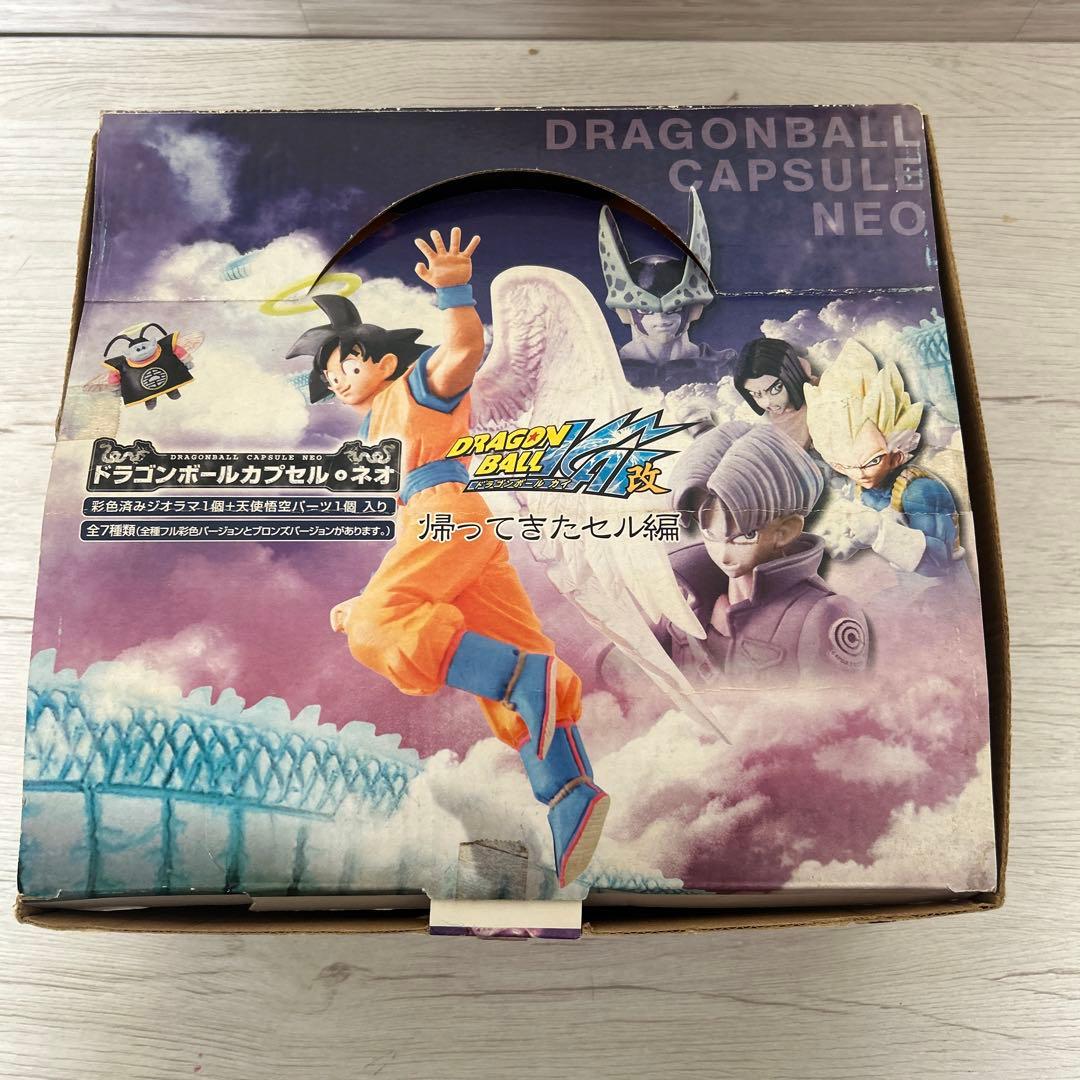 DRAGONBALL
CAPSULE
NEO
DRAGONBALL CAPSULE NEO
ドラゴンボールカプセル・ネオ
彩色済みジオラマ1個+天使悟空パーツ1個 入り
全7種類(全種フル彩色バージョンとブロンズバージョンがあります。)
DRAGON
BALL
KAI
ドラゴンボール カイ
改
帰ってきたセル編